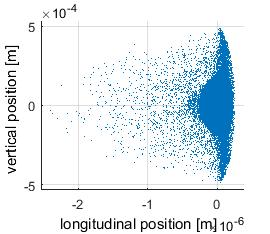 5 ×10⁻⁴
0
-5
vertical position [m]
-2 -1 0
longitudinal position [m] 10⁻⁶